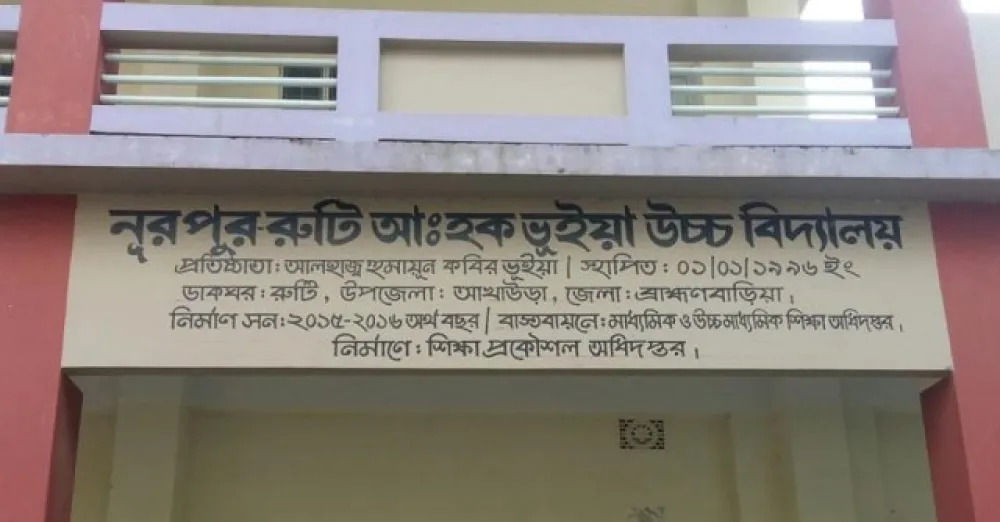 নূরপুর-রুটি আঃহক ভূইয়া উচ্চ বিদ্যালয়
প্রতিষ্ঠাতা: আলহাজ্ব হুমায়ুন কবির ভূইয়া | স্থাপিত: ০১/০১/১৯৯৬ ইং
ডাকঘর: রুটি, উপজেলা: আখাউড়া, জেলা: ব্রাহ্মণবাড়িয়া।
নির্মাণ সন: ২০১৫-২০১৬ অর্থ বছর | বাস্তবায়নে: মাধ্যমিক ও উচ্চ মাধ্যমিক শিক্ষা অধিদপ্তর।
নির্মাণে: শিক্ষা প্রকৌশল অধিদপ্তর।